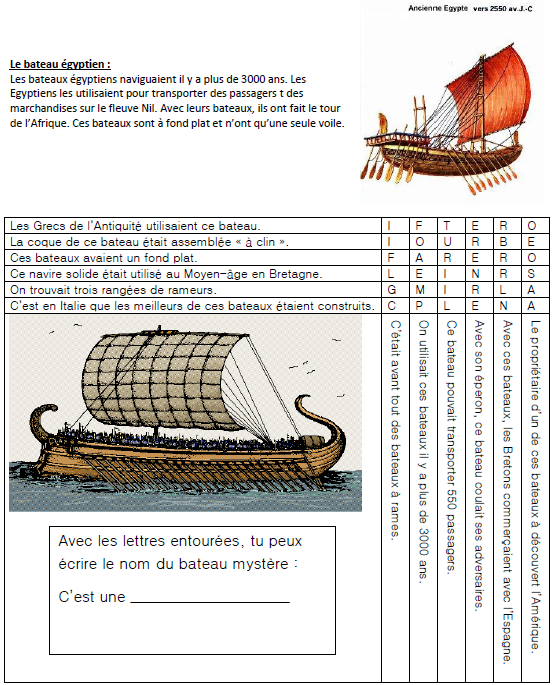 Ancienne Egypte vers 2550 av.J.-C
Le bateau égyptien :
Les bateaux égyptiens naviguaient il y a plus de 3000 ans. Les
Egyptiens les utilisaient pour transporter des passagers t des
marchandises sur le fleuve Nil. Avec leurs bateaux, ils ont fait le tour
de l'Afrique. Ces bateaux sont à fond plat et n'ont qu'une seule voile.
Les Grecs de l'Antiquité utilisaient ce bateau. I F T E R O
La coque de ce bateau était assemblée « à clin ». I O U R B E
Ces bateaux avaient un fond plat. F A R E R O
Ce navire solide était utilisé au Moyen-âge en Bretagne. L E I N R S
On trouvait trois rangées de rameurs. G M I R L A
C'est en Italie que les meilleurs de ces bateaux étaient construits. C P L E N A
C'était avant tout des bateaux à rames.
On utilisait ces bateaux il y a plus de 3000 ans.
Ce bateau pouvait transporter 550 passagers.
Avec son éperon, ce bateau coulait ses adversaires.
Avec ces bateaux, les Bretons commerçaient avec l'Espagne.
Le propriétaire d'un de ces bateaux à découvert l'Amérique.
Avec les lettres entourées, tu peux
écrire le nom du bateau mystère :
C'est une ____________________